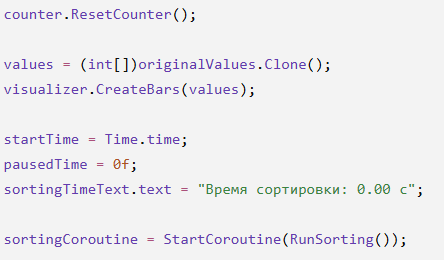 counter.ResetCounter();
values = (int[])originalValues.Clone();
visualizer.CreateBars(values);
startTime = Time.time;
pausedTime = 0f;
sortingTimeText.text = "Время сортировки: 0.00 с";
sortingCoroutine = StartCoroutine(RunSorting());